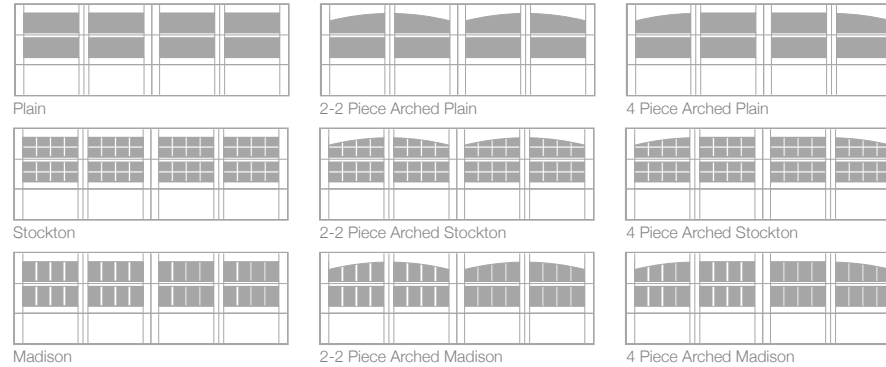 Plain
2-2 Piece Arched Plain
4 Piece Arched Plain
Stockton
2-2 Piece Arched Stockton
4 Piece Arched Stockton
Madison
2-2 Piece Arched Madison
4 Piece Arched Madison